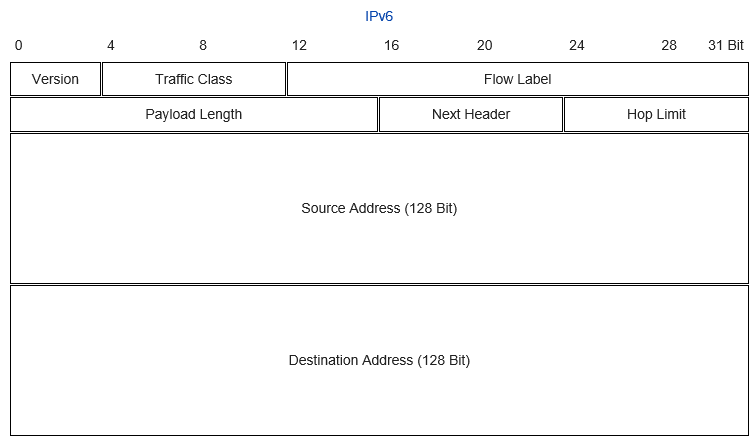 IPv6
0 4 8 12 16 20 24 28 31 Bit
Version Traffic Class Flow Label
Payload Length Next Header Hop Limit
Source Address (128 Bit)
Destination Address (128 Bit)